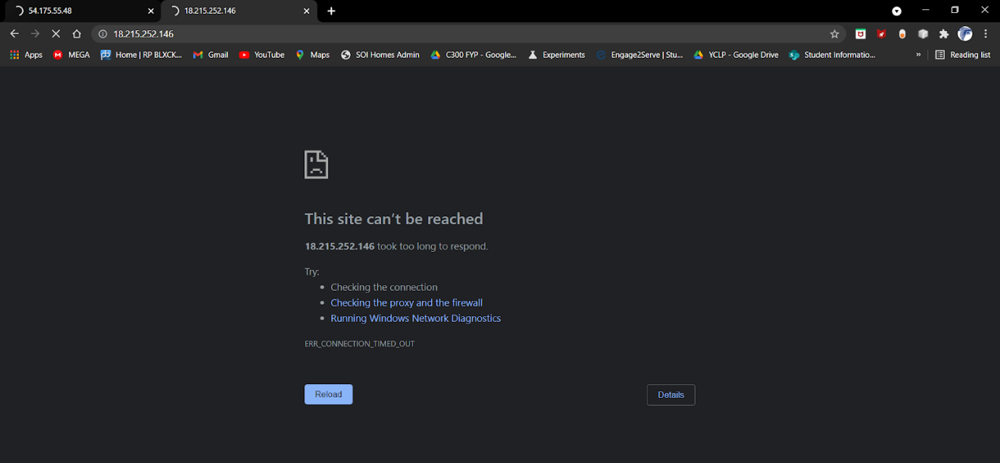 54.175.55.48
18.215.252.146
18.215.252.146
Apps
MEGA
Home | RP BLXCK...
Gmail
YouTube
Maps
SOI Homes Admin
C300 FYP - Google...
Experiments
Engage2Serve | Stu...
YCLP - Google Drive
Student Informatio...
»
Reading list
This site can’t be reached
18.215.252.146 took too long to respond.
Try:
• Checking the connection
• Checking the proxy and the firewall
• Running Windows Network Diagnostics
ERR_CONNECTION_TIMED_OUT
Reload
Details